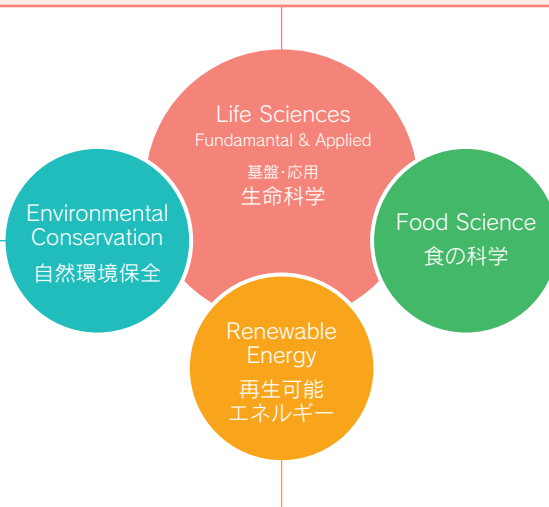 Life Sciences
Fundamantal & Applied
基盤・応用
生命科学
Environmental
Conservation
自然環境保全
Food Science
食の科学
Renewable
Energy
再生可能
エネルギー